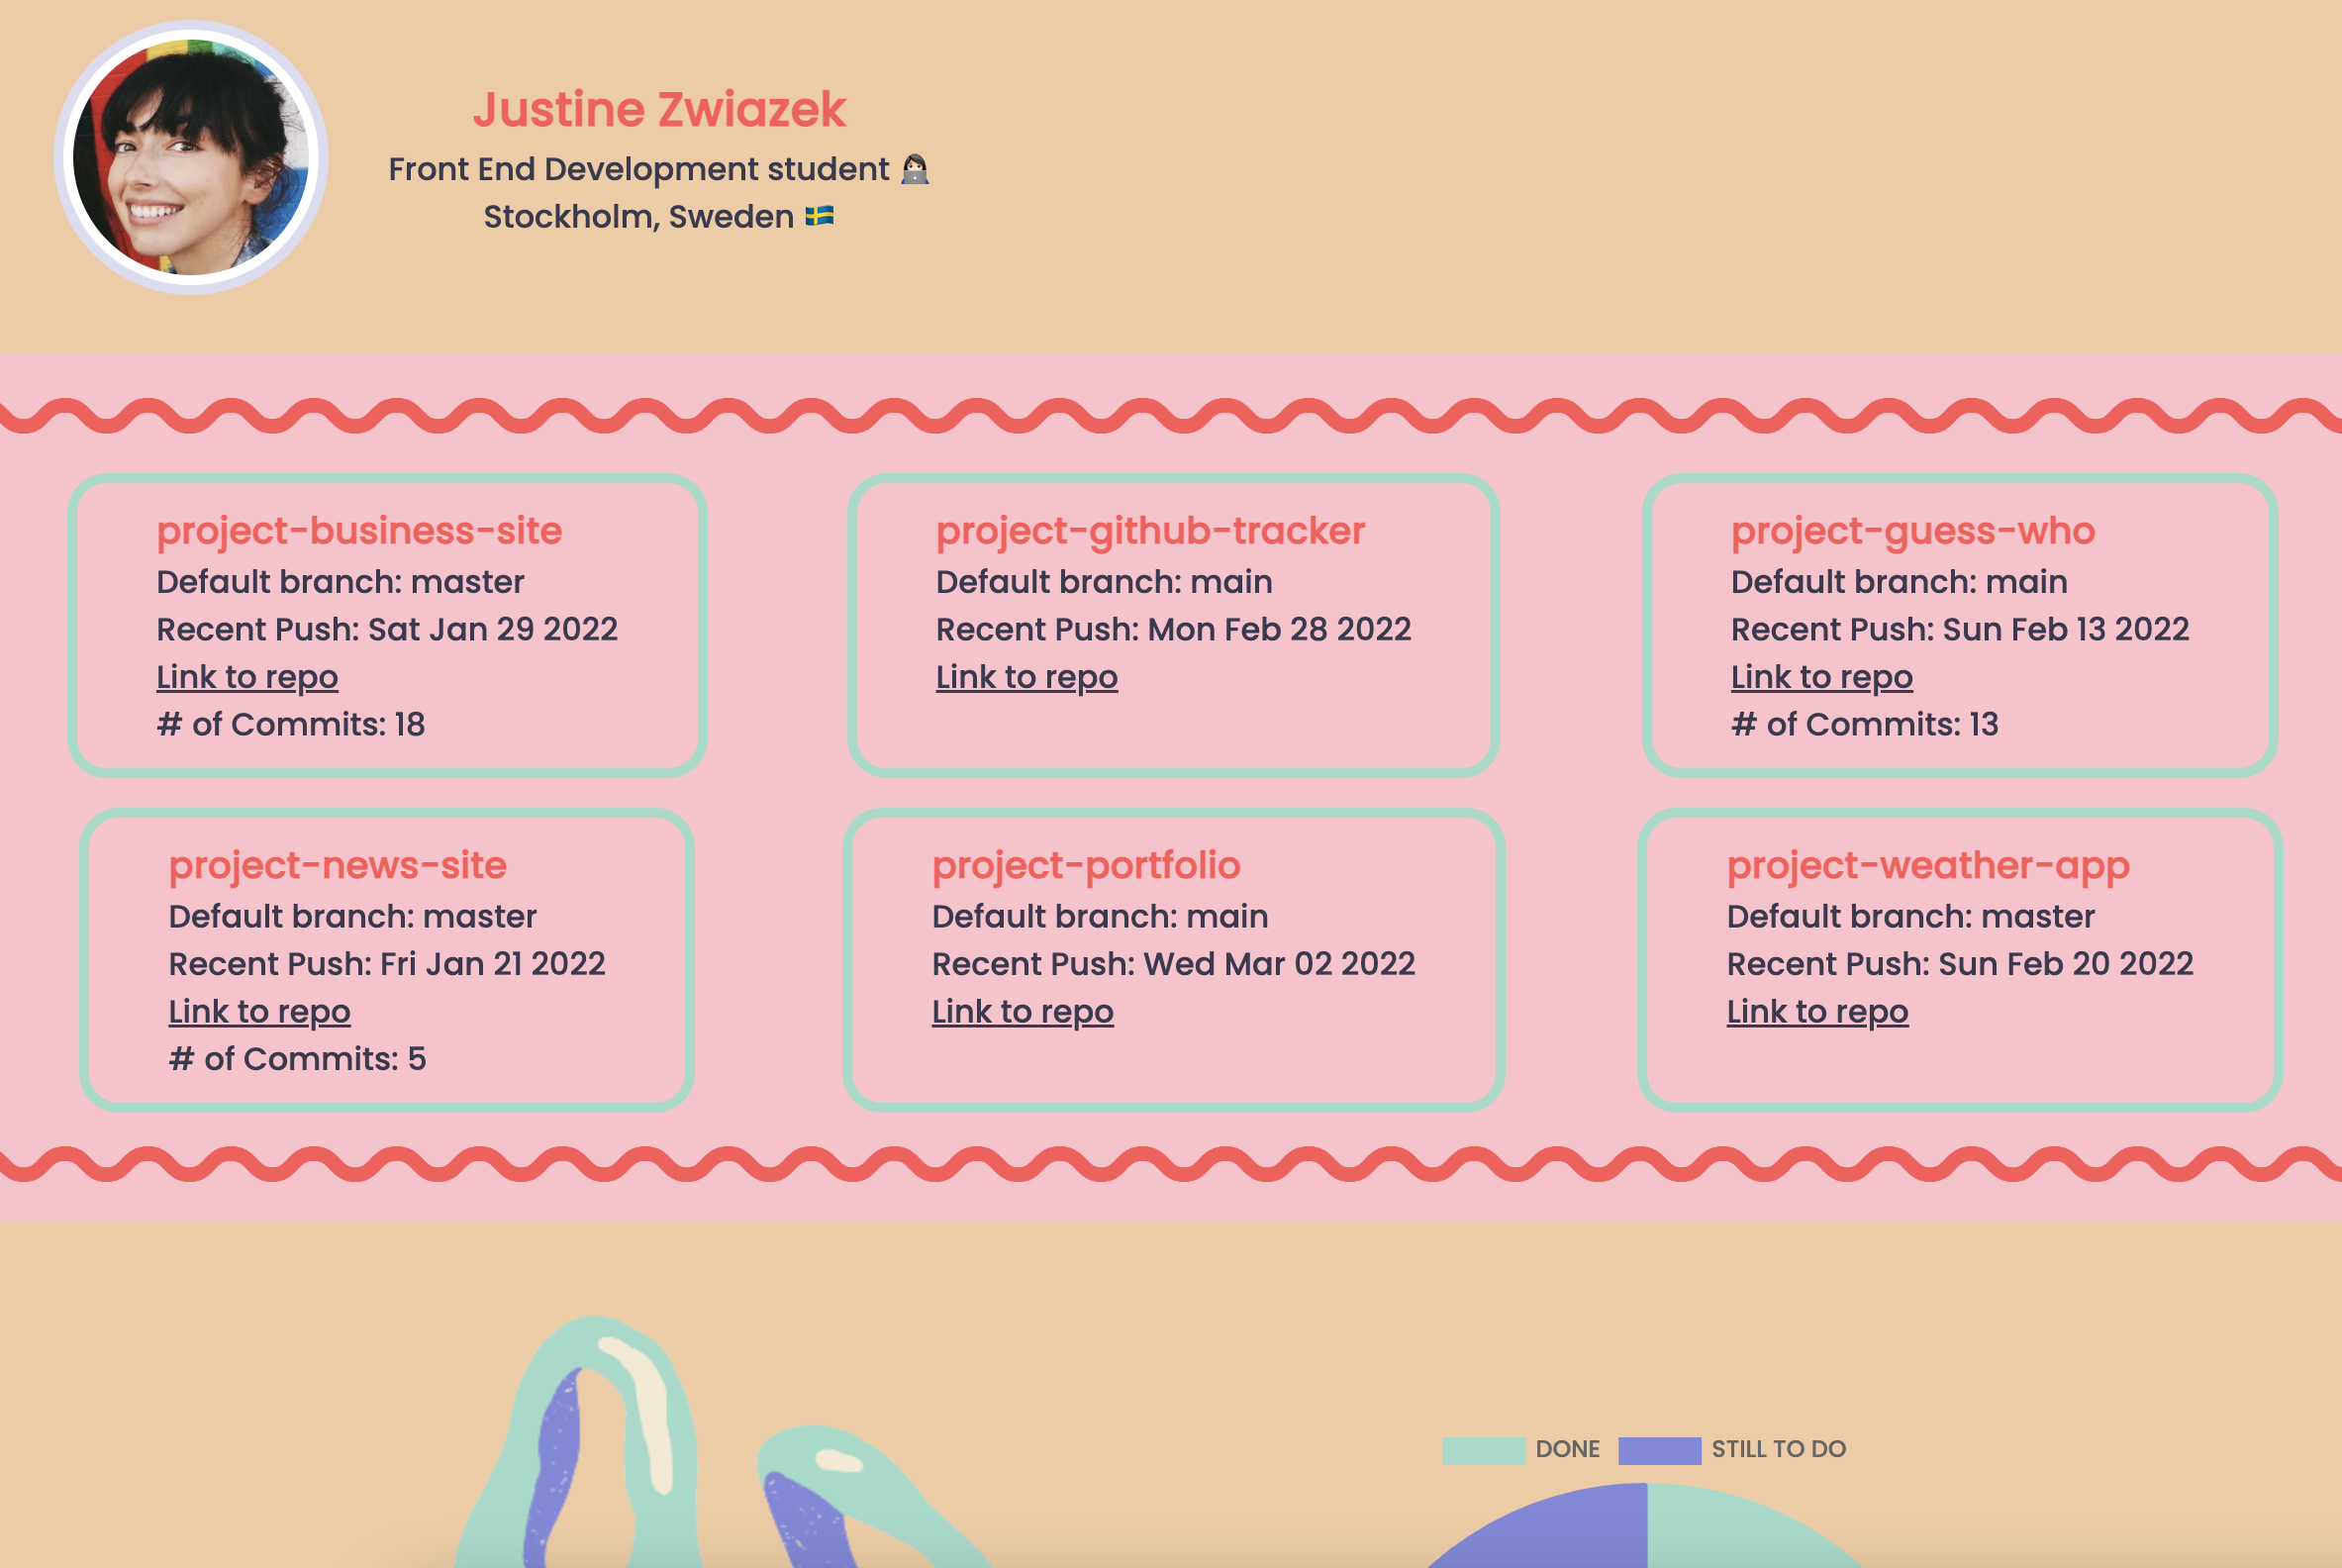 Justine Zwiazek
Front End Development student 👩🏻‍💻
Stockholm, Sweden 🇸🇪
project-business-site
Default branch: master
Recent Push: Sat Jan 29 2022
Link to repo
# of Commits: 18
project-github-tracker
Default branch: main
Recent Push: Mon Feb 28 2022
Link to repo
project-guess-who
Default branch: main
Recent Push: Sun Feb 13 2022
Link to repo
# of Commits: 13
project-news-site
Default branch: master
Recent Push: Fri Jan 21 2022
Link to repo
# of Commits: 5
project-portfolio
Default branch: main
Recent Push: Wed Mar 02 2022
Link to repo
project-weather-app
Default branch: master
Recent Push: Sun Feb 20 2022
Link to repo
DONE
STILL TO DO